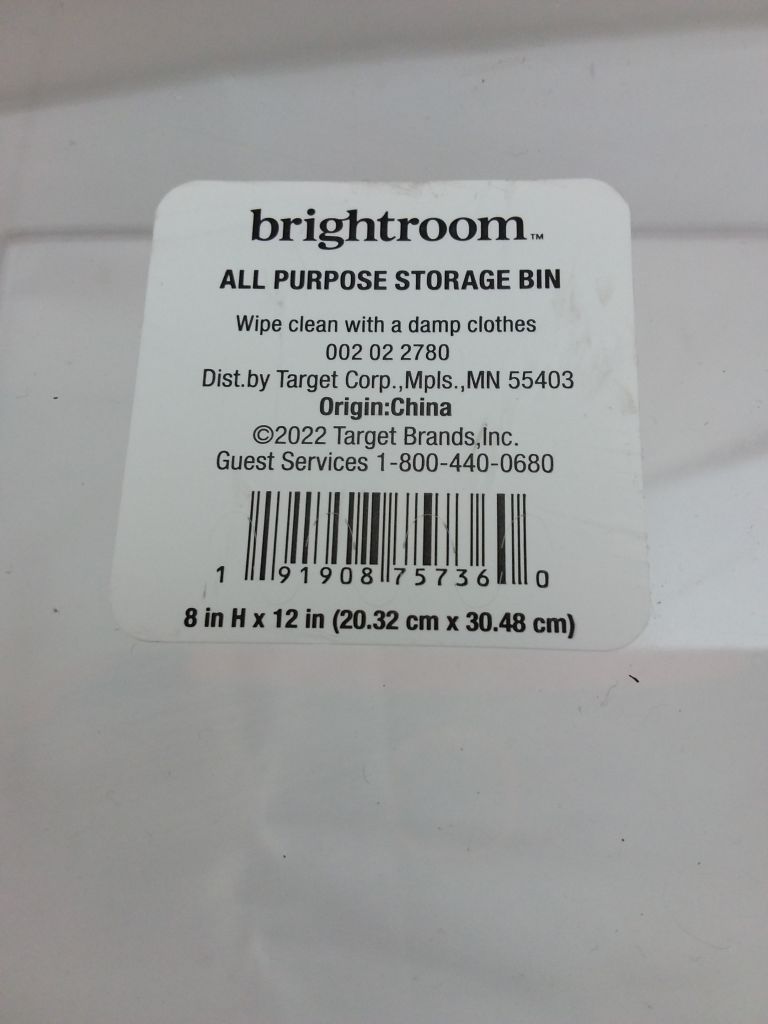 brightroom™
ALL PURPOSE STORAGE BIN
Wipe clean with a damp clothes
002 02 2780
Dist.by Target Corp.,Mpls.,MN 55403
Origin:China
©2022 Target Brands,Inc.
Guest Services 1-800-440-0680
1 91908 75736 0
8 in H x 12 in (20.32 cm x 30.48 cm)